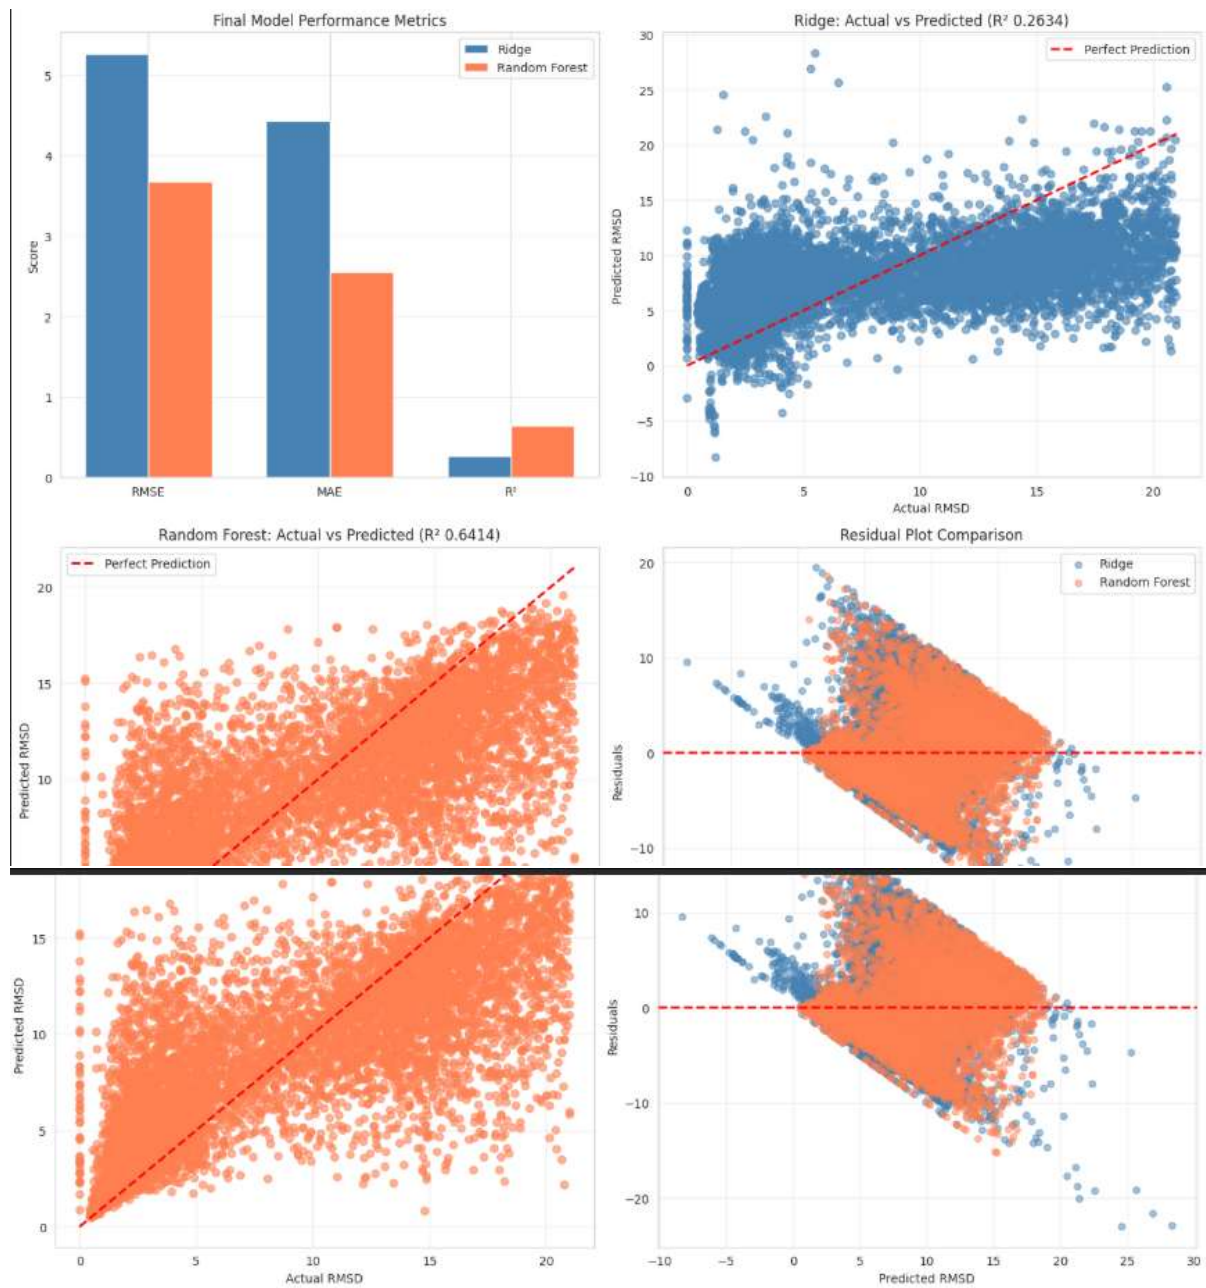 Final Model Performance Metrics
Ridge
Random Forest
5
4
3
2
1
0
Score
RMSE
MAE
R²
Ridge: Actual vs Predicted (R² 0.2634)
Perfect Prediction
30
25
20
15
10
5
0
−5
−10
Predicted RMSD
0
5
10
15
20
Actual RMSD
Random Forest: Actual vs Predicted (R² 0.6414)
Perfect Prediction
20
15
10
Predicted RMSD
Residual Plot Comparison
Ridge
Random Forest
20
10
0
−10
Residuals
15
10
5
0
Predicted RMSD
0
5
10
15
20
Actual RMSD
10
0
−10
−20
Residuals
−10
−5
0
5
10
15
20
25
30
Predicted RMSD